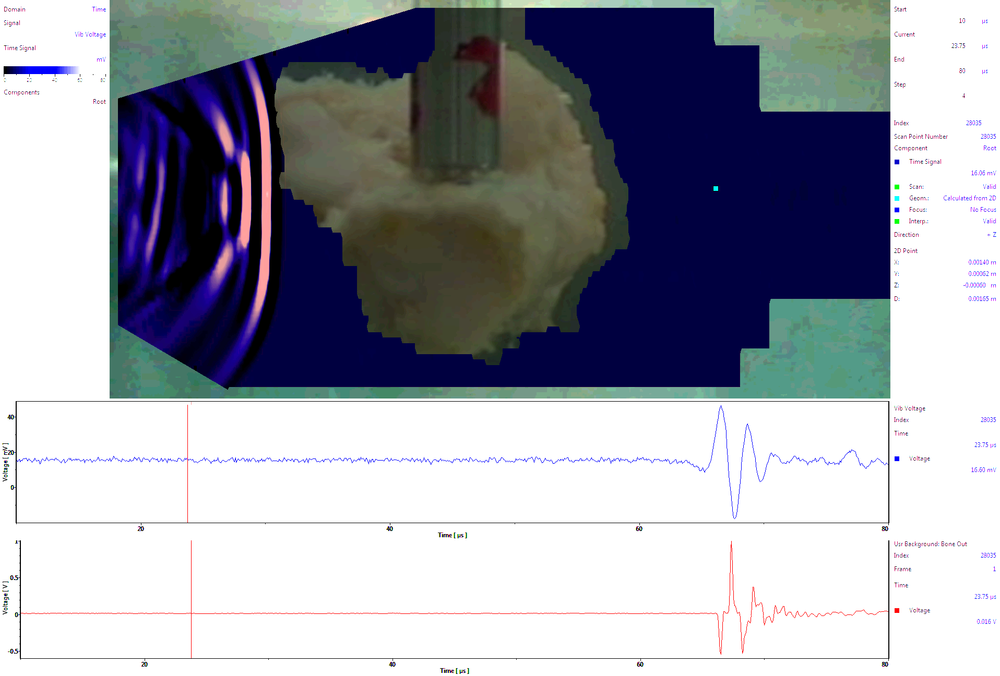 Domain Time
Signal
Vib Voltage
Time Signal
mV
20 40 60 80
Components
Root
Start
10 µs
Current
23.75 µs
End
80 µs
Step
4
Index 28035
Scan Point Number 28035
Component Root
Time Signal
16.06 mV
Scan: Valid
Geom.: Calculated from 2D
Focus: No Focus
Interp.: Valid
Direction + Z
2D Point
X: 0.00140 m
Y: 0.00062 m
Z: -0.00060 m
D: 0.00165 m
Voltage [ mV ]
40
20
0
20 40 60 80
Time [ µs ]
Vib Voltage
Index 28035
Time
23.75 µs
Voltage
16.60 mV
Voltage [ V ]
1
0.5
0
-0.5
20 40 60 80
Time [ µs ]
Usr Background: Bone Out
Index 28035
Frame 1
Time
23.75 µs
Voltage
0.016 V